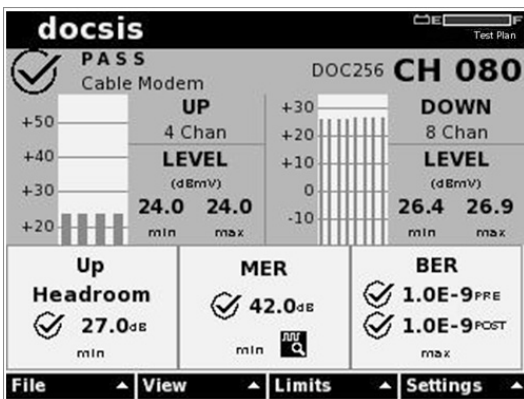 docsis
E F
Test Plan
PASS
Cable Modem
DOC256 CH 080
UP
4 Chan
LEVEL
(dBmV)
24.0 24.0
min max
+50
+40
+30
+20
DOWN
8 Chan
LEVEL
(dBmV)
26.4 26.9
min max
+30
+20
+10
0
-10
Up
Headroom
27.0dB
min
MER
42.0dB
min
BER
1.0E-9PRE
1.0E-9POST
max
File View Limits Settings